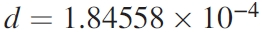 d = 1.84558 × 10⁻⁴